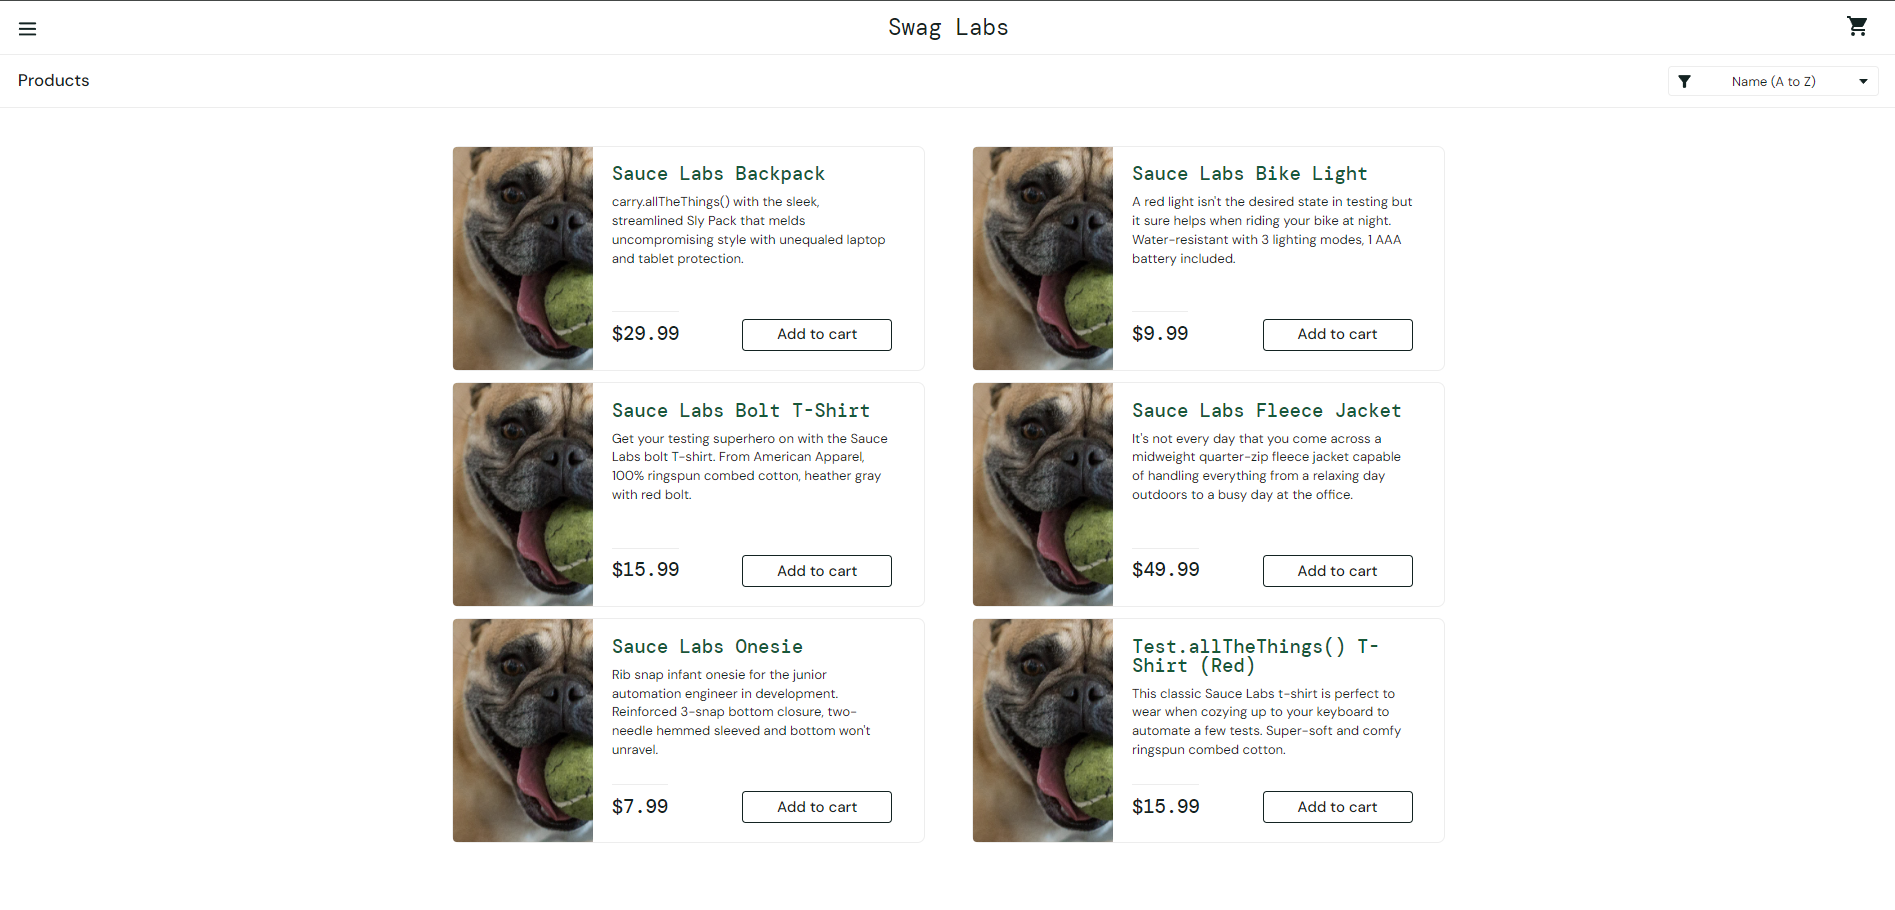 Swag Labs
Products
Name (A to Z)
Sauce Labs Backpack
carry.allTheThings() with the sleek,
streamlined Sly Pack that melds
uncompromising style with unequaled laptop
and tablet protection.
$29.99
Add to cart
Sauce Labs Bike Light
A red light isn't the desired state in testing but
it sure helps when riding your bike at night.
Water-resistant with 3 lighting modes, 1 AAA
battery included.
$9.99
Add to cart
Sauce Labs Bolt T-Shirt
Get your testing superhero on with the Sauce
Labs bolt T-shirt. From American Apparel,
100% ringspun combed cotton, heather gray
with red bolt.
$15.99
Add to cart
Sauce Labs Fleece Jacket
It's not every day that you come across a
midweight quarter-zip fleece jacket capable
of handling everything from a relaxing day
outdoors to a busy day at the office.
$49.99
Add to cart
Sauce Labs Onesie
Rib snap infant onesie for the junior
automation engineer in development.
Reinforced 3-snap bottom closure, two-
needle hemmed sleeved and bottom won't
unravel.
$7.99
Add to cart
Test.allTheThings() T-
Shirt (Red)
This classic Sauce Labs t-shirt is perfect to
wear when cozying up to your keyboard to
automate a few tests. Super-soft and comfy
ringspun combed cotton.
$15.99
Add to cart